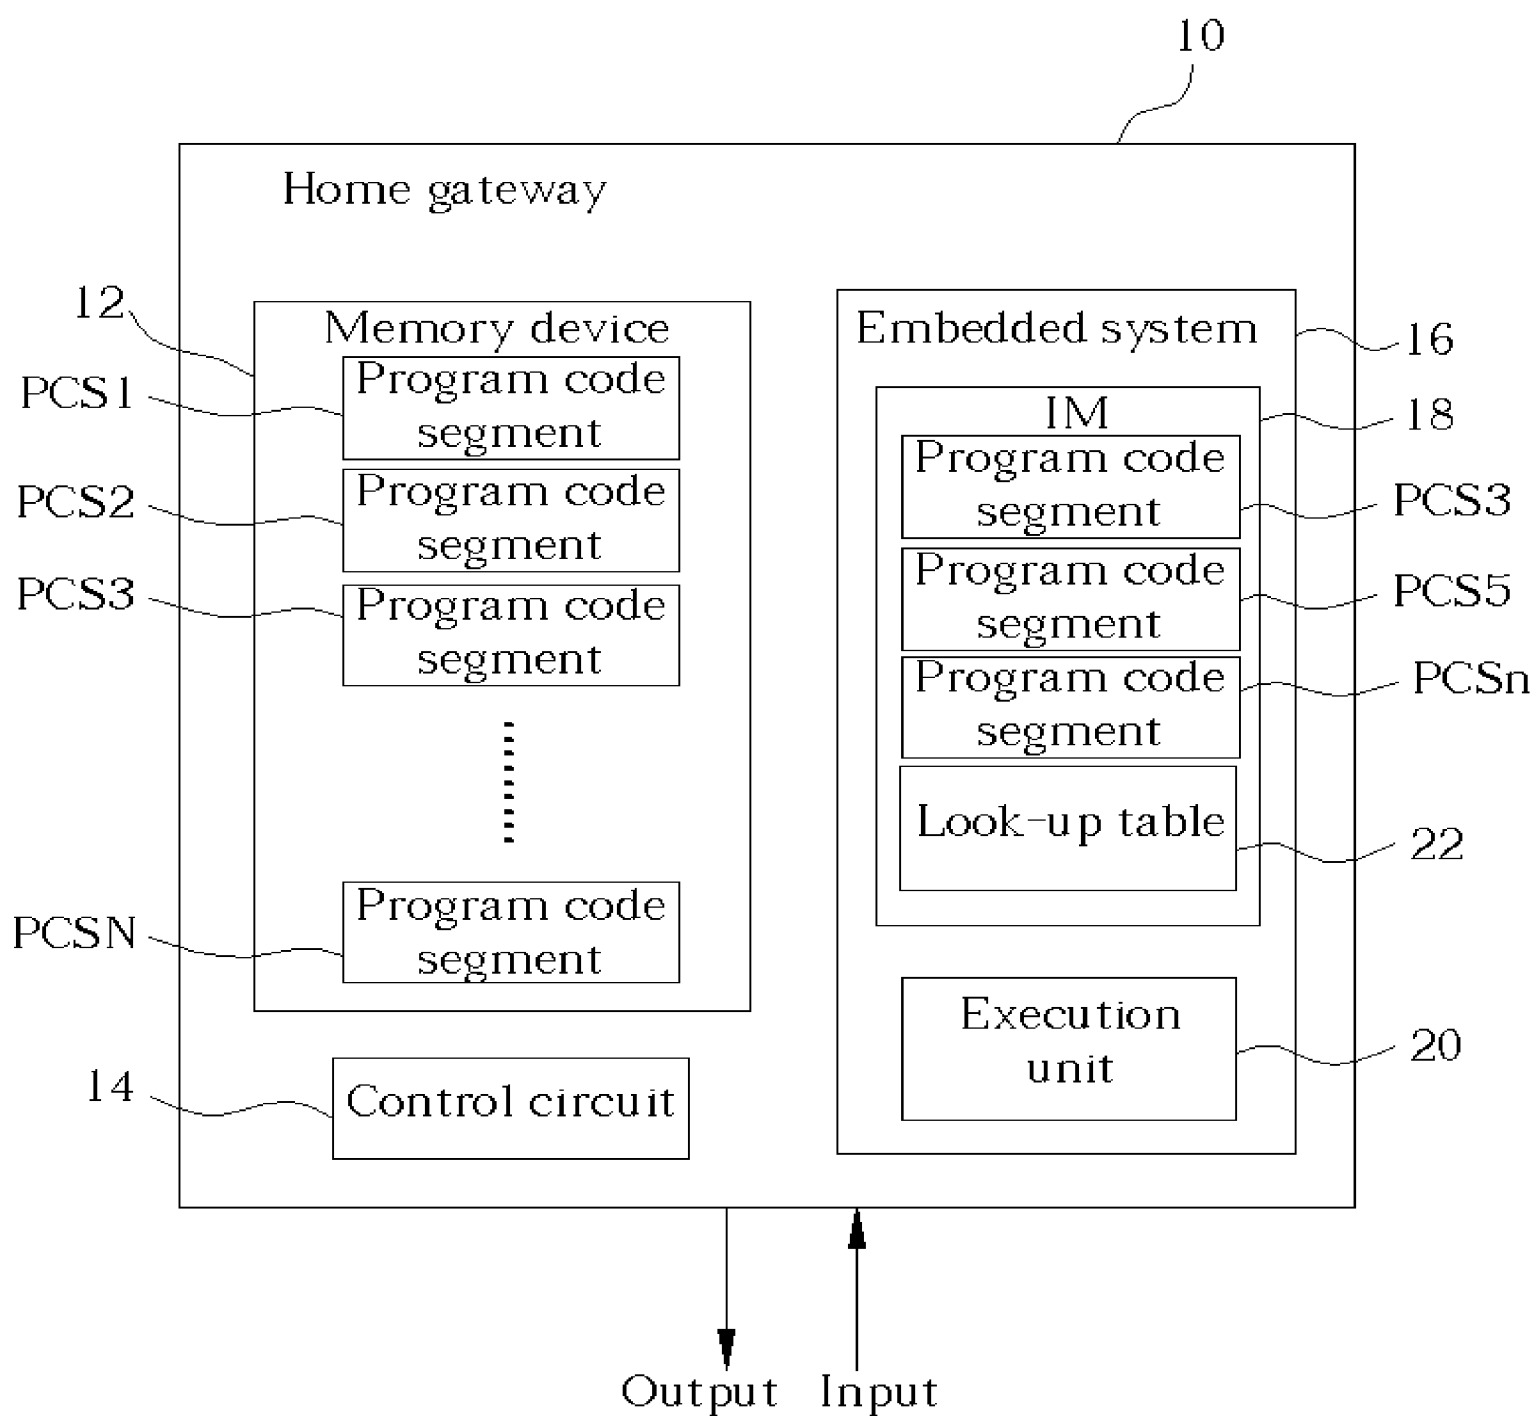 10
Home gateway
12
Memory device
PCS1
Program code
segment
PCS2
Program code
segment
PCS3
Program code
segment
PCSN
Program code
segment
14
Control circuit
Embedded system
16
IM
18
Program code
segment
PCS3
Program code
segment
PCS5
Program code
segment
PCSn
Look-up table
22
Execution
unit
20
Output
Input